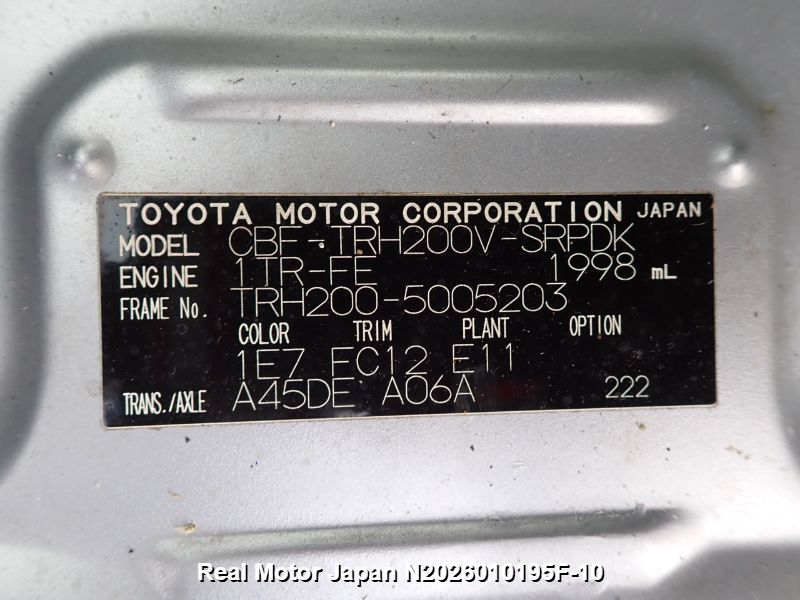 TOYOTA MOTOR CORPORATION JAPAN
MODEL CBF-TRH200V-SRPDK
ENGINE 1TR-FE 1998 mL
FRAME No. TRH200-5005203
COLOR TRIM PLANT OPTION
1E7 FC12 E11
TRANS./AXLE A45DE A06A 222
Real Motor Japan N2026010195F-10